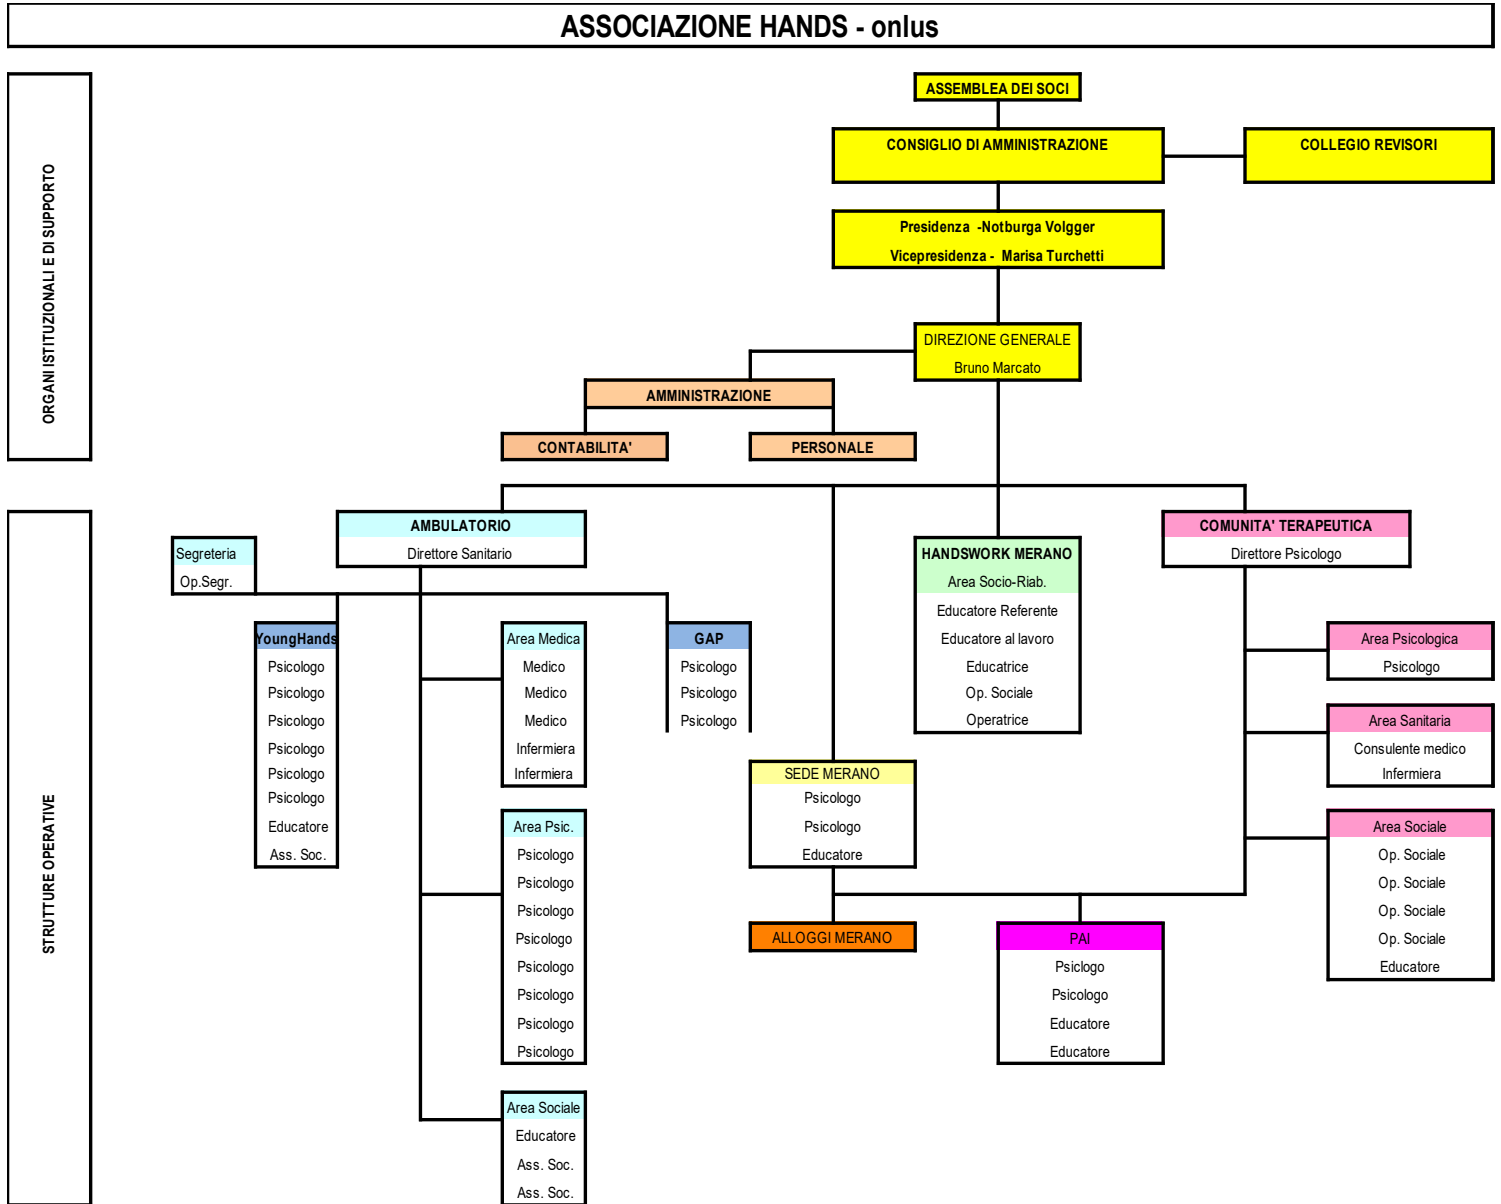 ASSOCIAZIONE HANDS - onlus
ORGANI ISTITUZIONALI E DI SUPPORTO
ASSEMBLEA DEI SOCI
CONSIGLIO DI AMMINISTRAZIONE
COLLEGIO REVISORI
Presidenza -Notburga Volgger
Vicepresidenza - Marisa Turchetti
DIREZIONE GENERALE
Bruno Marcato
AMMINISTRAZIONE
CONTABILITA'
PERSONALE
STRUTTURE OPERATIVE
AMBULATORIO
Direttore Sanitario
Segreteria
Op.Segr.
YoungHands
Psicologo
Psicologo
Psicologo
Psicologo
Psicologo
Psicologo
Educatore
Ass. Soc.
Area Medica
Medico
Medico
Medico
Infermiera
Infermiera
Area Psic.
Psicologo
Psicologo
Psicologo
Psicologo
Psicologo
Psicologo
Psicologo
Psicologo
Area Sociale
Educatore
Ass. Soc.
Ass. Soc.
GAP
Psicologo
Psicologo
Psicologo
SEDE MERANO
Psicologo
Psicologo
Educatore
ALLOGGI MERANO
HANDSWORK MERANO
Area Socio-Riab.
Educatore Referente
Educatore al lavoro
Educatrice
Op. Sociale
Operatrice
PAI
Psiclogo
Psicologo
Educatore
Educatore
COMUNITA' TERAPEUTICA
Direttore Psicologo
Area Psicologica
Psicologo
Area Sanitaria
Consulente medico
Infermiera
Area Sociale
Op. Sociale
Op. Sociale
Op. Sociale
Op. Sociale
Educatore